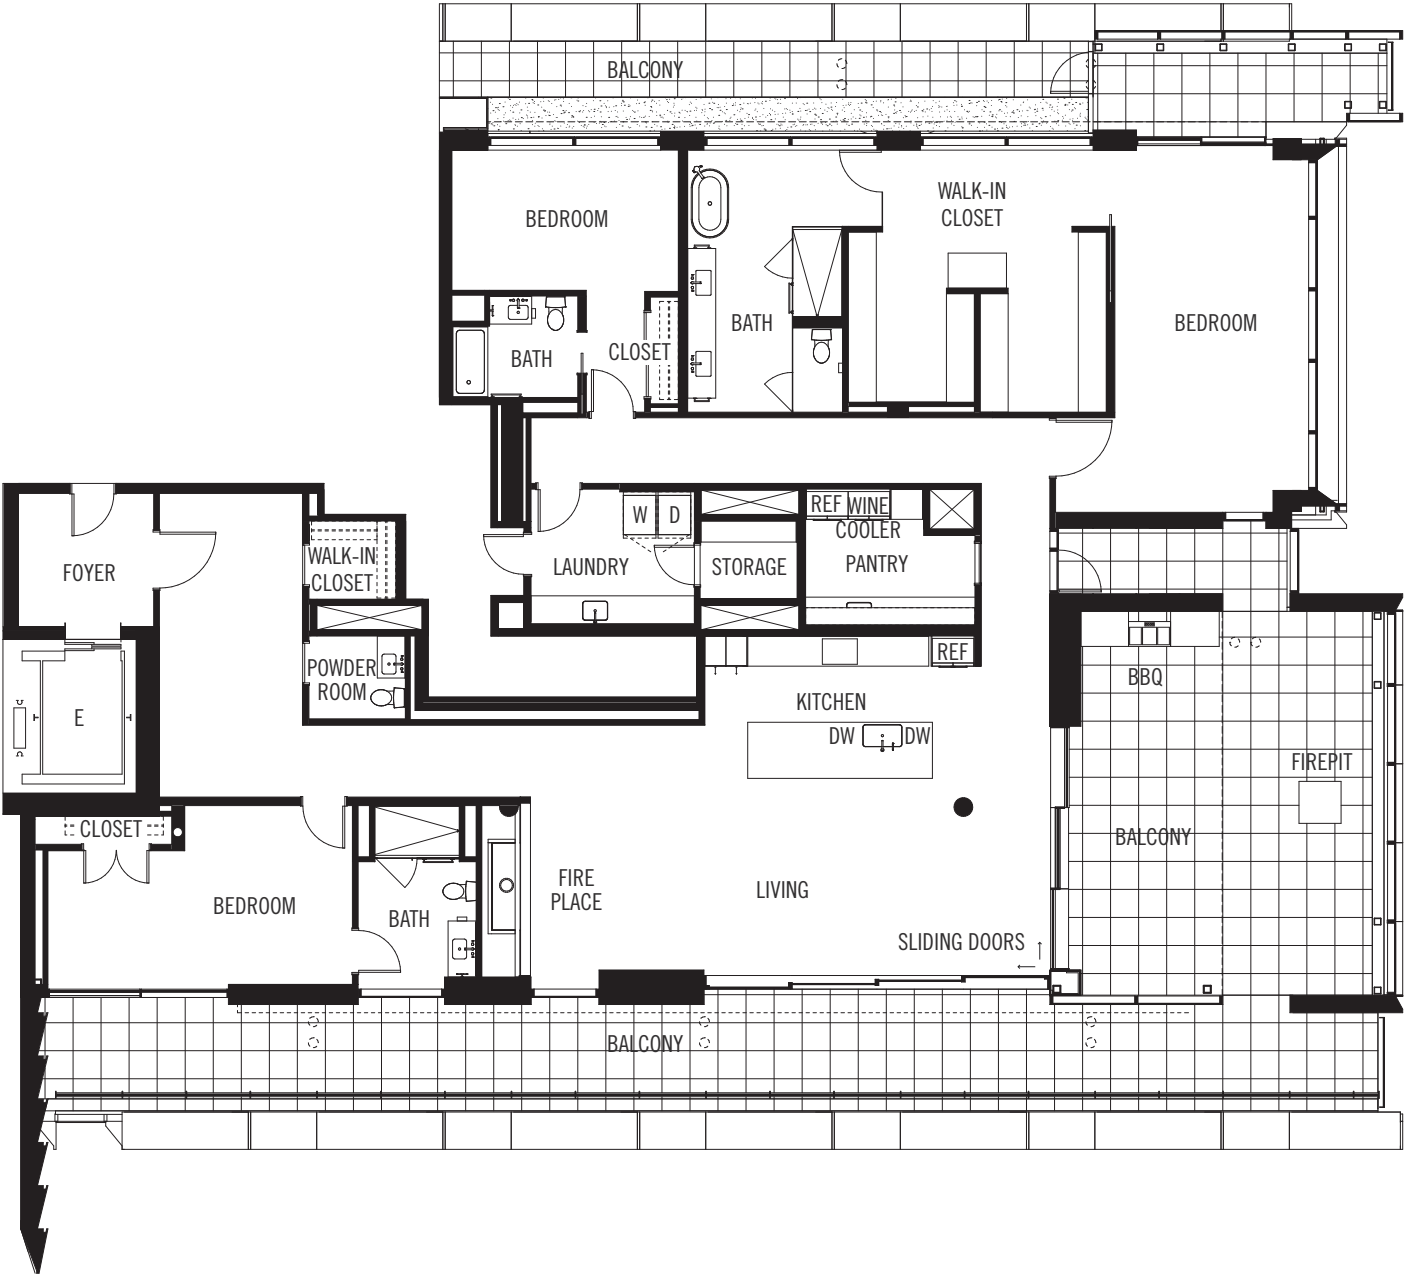 BALCONY
WALK-IN
CLOSET
BEDROOM
BATH
BEDROOM
BATH
CLOSET
REF
WINE
COOLER
W
D
FOYER
WALK-IN
CLOSET
LAUNDRY
STORAGE
PANTRY
REF
POWDER
ROOM
BBQ
E
KITCHEN
DW
DW
FIREPIT
CLOSET
BALCONY
BEDROOM
BATH
FIRE
PLACE
LIVING
SLIDING DOORS
BALCONY